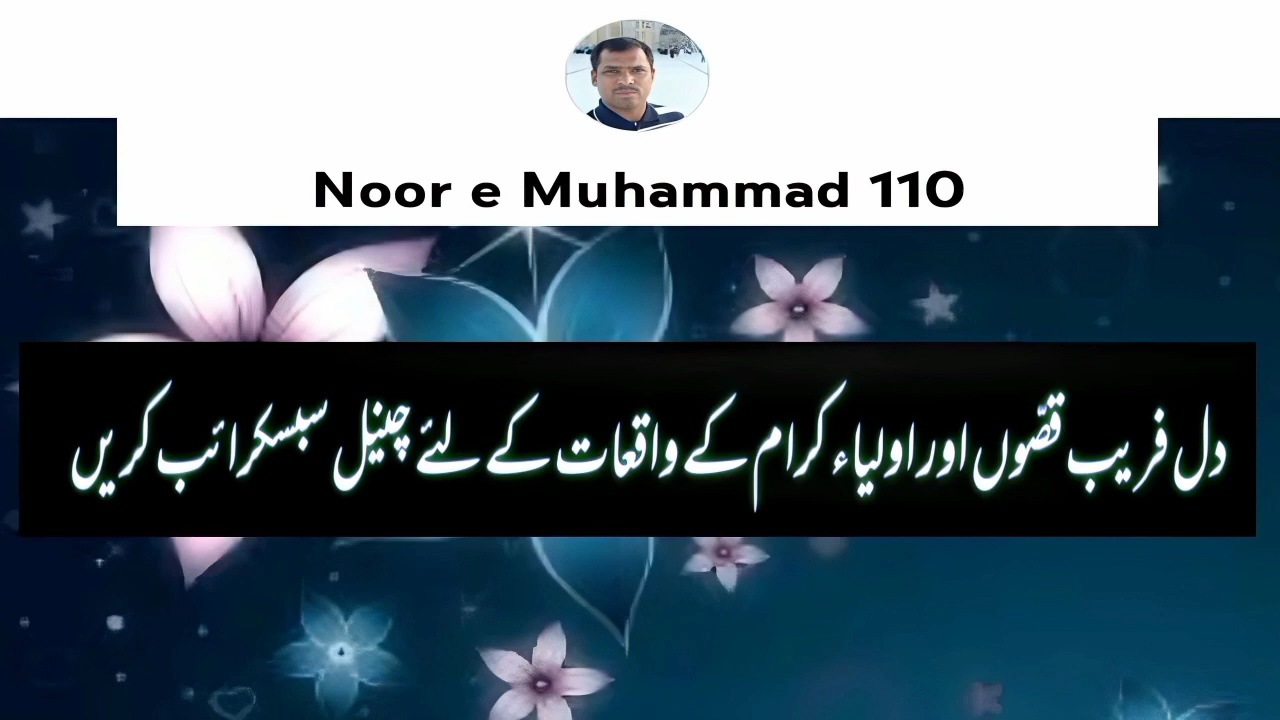 Noor e Muhammad 110
دل فریب قصّوں اور اولیاء کرام کے واقعات کے لئے چینل سبسکرائب کریں